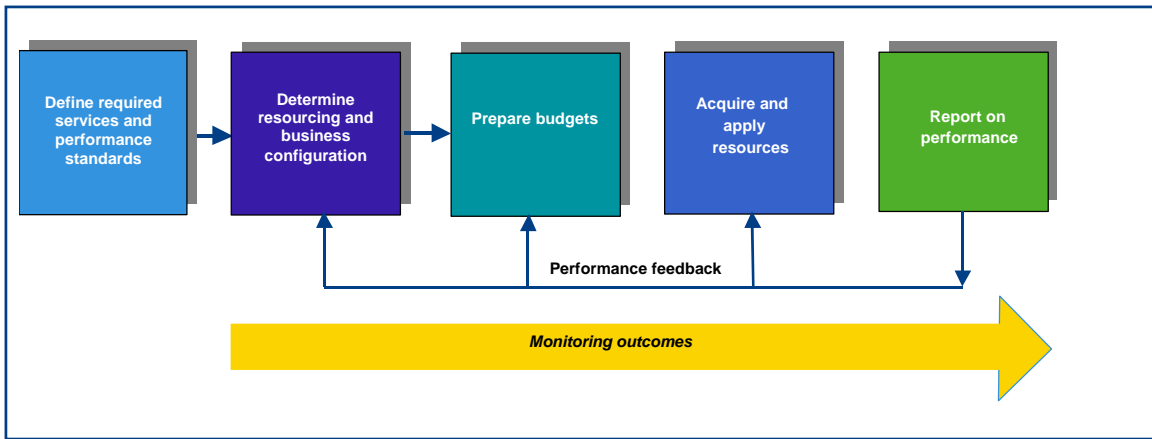 Define required
services and
performance
standards
Determine
resourcing and
business
configuration
Prepare budgets
Acquire and
apply
resources
Report on
performance
Performance feedback
Monitoring outcomes